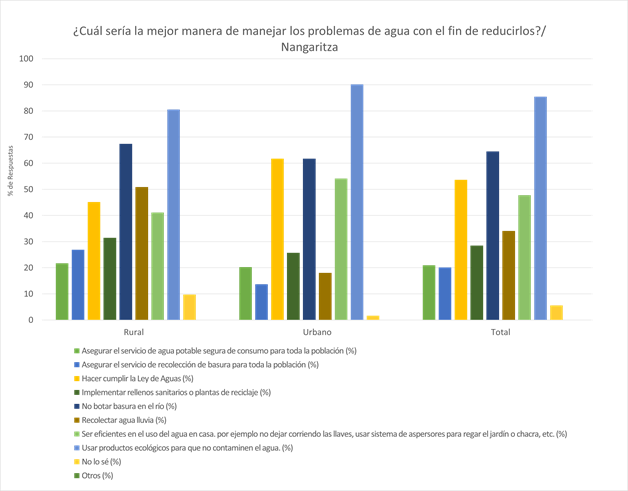 ¿Cuál sería la mejor manera de manejar los problemas de agua con el fin de reducirlos?/
Nangaritza
% de Respuestas
100
90
80
70
60
50
40
30
20
10
0
Rural
Urbano
Total
Asegurar el servicio de agua potable segura de consumo para toda la población (%)
Asegurar el servicio de recolección de basura para toda la población (%)
Hacer cumplir la Ley de Aguas (%)
Implementar rellenos sanitarios o plantas de reciclaje (%)
No botar basura en el río (%)
Recolectar agua lluvia (%)
Ser eficientes en el uso del agua en casa. por ejemplo no dejar corriendo las llaves, usar sistema de aspersores para regar el jardín o chacra, etc. (%)
Usar productos ecológicos para que no contaminen el agua. (%)
No lo sé (%)
Otros (%)